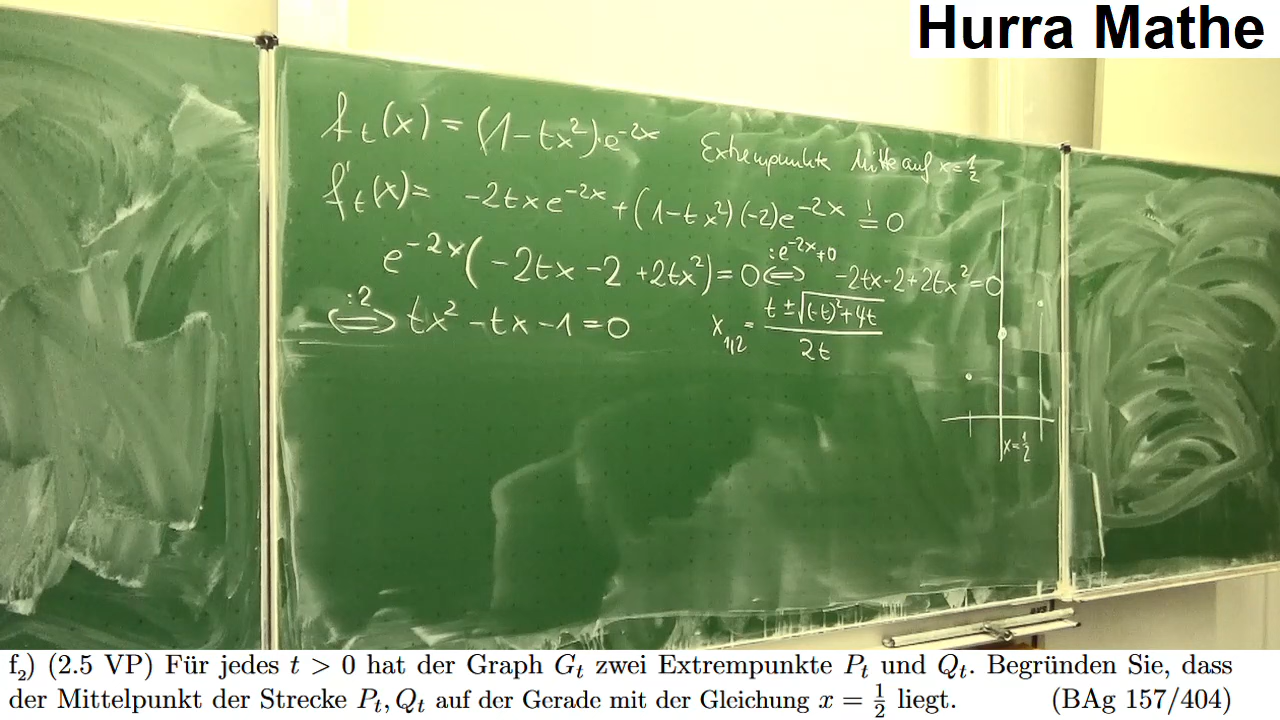 Hurra Mathe
f_t(x) = (1-tx²)·e^{-2x} Extrempunkte Mitte auf x=1/2
f'_t(x) = -2txe^{-2x} + (1-tx²)(-2)e^{-2x} != 0
e^{-2x}(-2tx-2+2tx²) = 0 :e^{-2x}≠0 ⟺ -2tx-2+2tx²=0
:2 ⟺ tx²-tx-1=0 x_{1,2} = (t±√((-t)²+4t))/(2t)
x=1/2
f₂) (2.5 VP) Für jedes t > 0 hat der Graph G_t zwei Extrempunkte P_t und Q_t. Begründen Sie, dass
der Mittelpunkt der Strecke P_t, Q_t auf der Gerade mit der Gleichung x = 1/2 liegt. (BAg 157/404)